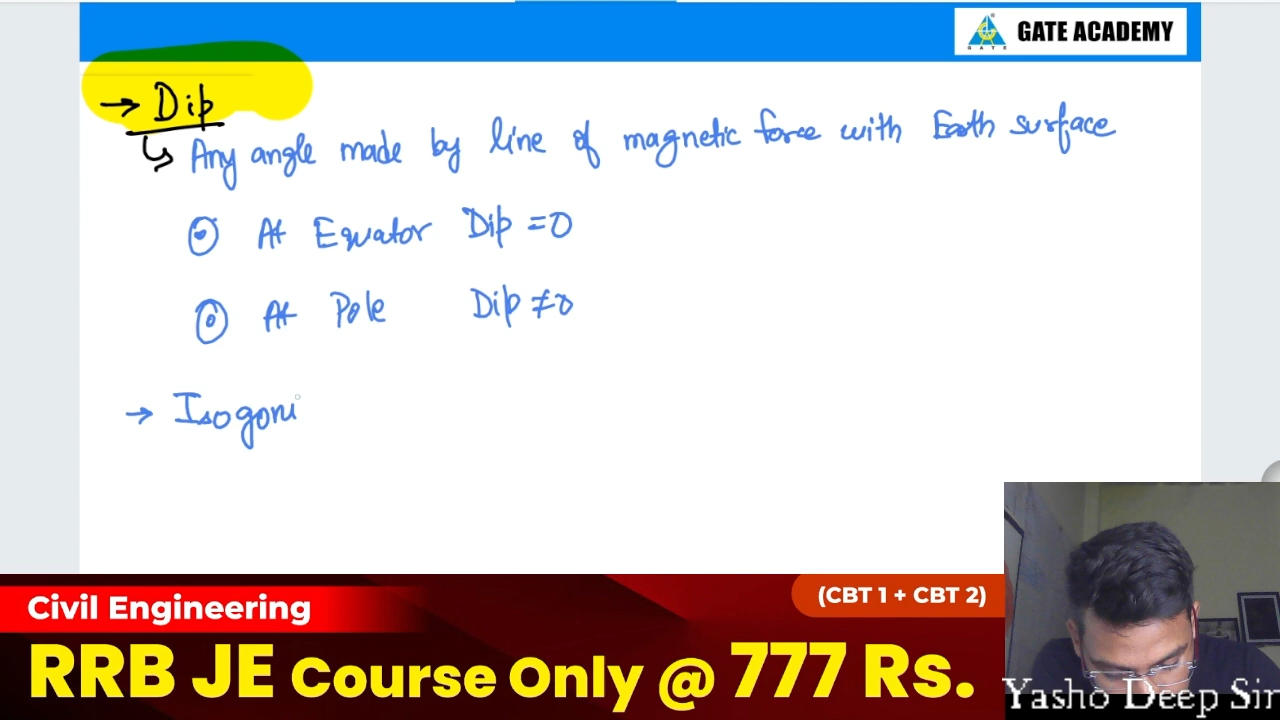 GATE ACADEMY
GATE
→ Dip
↳ Any angle made by line of magnetic force with Earth surface
⊙ At Equator Dip = 0
⊙ At Pole Dip ≠ 0
→ Isogoni
Civil Engineering
(CBT 1 + CBT 2)
RRB JE Course Only @ 777 Rs.
Yasho Deep Sir